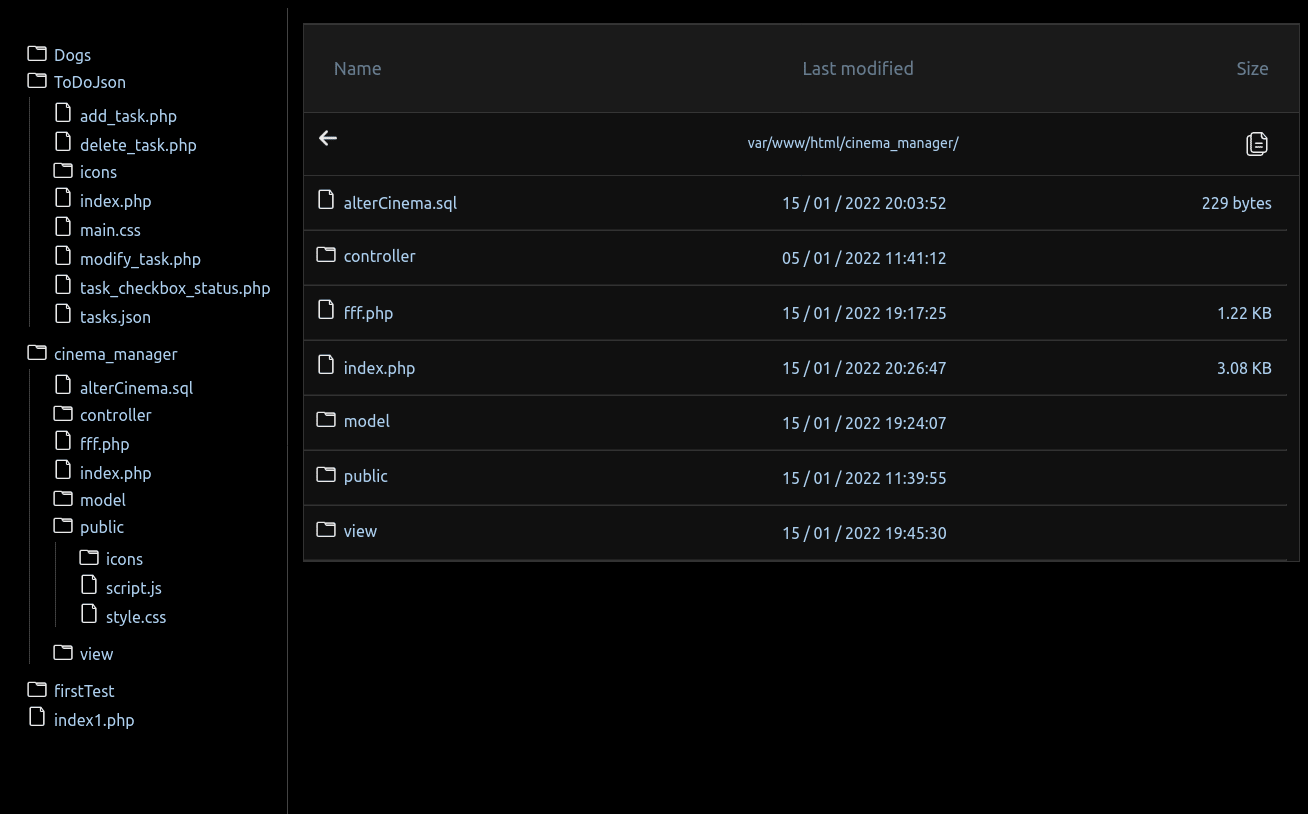 Dogs
ToDoJson
add_task.php
delete_task.php
icons
index.php
main.css
modify_task.php
task_checkbox_status.php
tasks.json
cinema_manager
alterCinema.sql
controller
fff.php
index.php
model
public
icons
script.js
style.css
view
firstTest
index1.php
Name Last modified Size
var/www/html/cinema_manager/
alterCinema.sql 15 / 01 / 2022 20:03:52 229 bytes
controller 05 / 01 / 2022 11:41:12
fff.php 15 / 01 / 2022 19:17:25 1.22 KB
index.php 15 / 01 / 2022 20:26:47 3.08 KB
model 15 / 01 / 2022 19:24:07
public 15 / 01 / 2022 11:39:55
view 15 / 01 / 2022 19:45:30